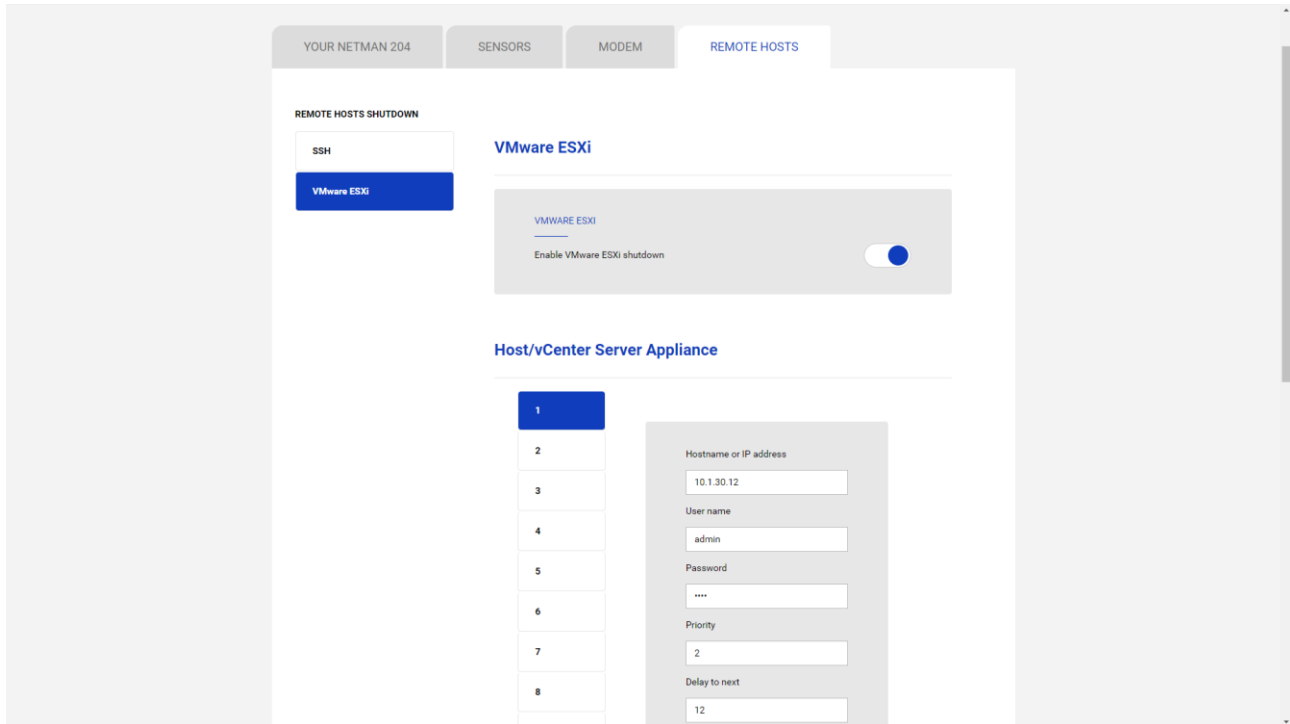 YOUR NETMAN 204
SENSORS
MODEM
REMOTE HOSTS
REMOTE HOSTS SHUTDOWN
SSH
VMware ESXi
VMware ESXi
VMWARE ESXI
Enable VMware ESXi shutdown
Host/vCenter Server Appliance
1
2
3
4
5
6
7
8
Hostname or IP address
10.1.30.12
User name
admin
Password
••••
Priority
2
Delay to next
12